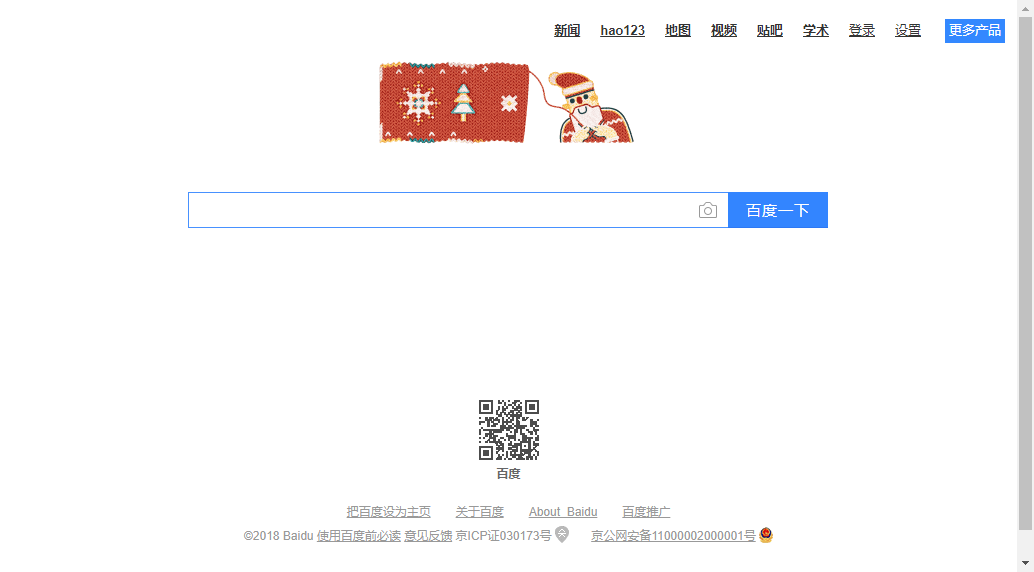 新闻 hao123 地图 视频 贴吧 学术 登录 设置 更多产品
百度一下
百度
把百度设为主页 关于百度 About Baidu 百度推广
©2018 Baidu 使用百度前必读 意见反馈 京ICP证030173号 京公网安备11000002000001号